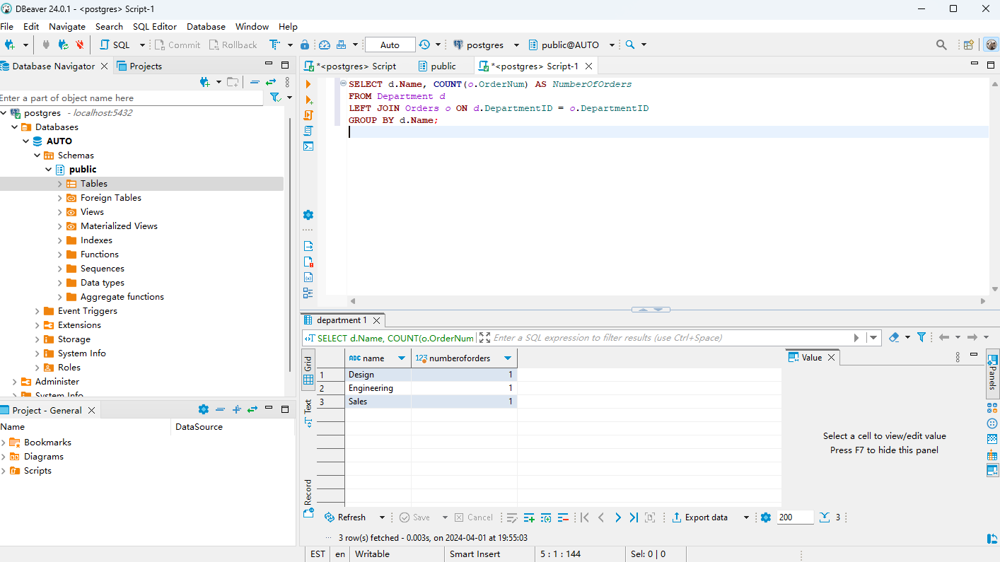 DBeaver 24.0.1 - <postgres> Script-1
File Edit Navigate Search SQL Editor Database Window Help
SQL Commit Rollback Auto postgres public@AUTO
Database Navigator Projects
*<postgres> Script public *<postgres> Script-1
Enter a part of object name here
postgres - localhost:5432
Databases
AUTO
Schemas
public
Tables
Foreign Tables
Views
Materialized Views
Indexes
Functions
Sequences
Data types
Aggregate functions
Event Triggers
Extensions
Storage
System Info
Roles
Administer
System Info
SELECT d.Name, COUNT(o.OrderNum) AS NumberOfOrders
FROM Department d
LEFT JOIN Orders o ON d.DepartmentID = o.DepartmentID
GROUP BY d.Name;
Project - General
Name DataSource
Bookmarks
Diagrams
Scripts
department 1
SELECT d.Name, COUNT(o.OrderNum Enter a SQL expression to filter results (use Ctrl+Space)
Grid
Text
Record
ABC name 123 numberoforders
1 Design 1
2 Engineering 1
3 Sales 1
Value
Panels
Select a cell to view/edit value
Press F7 to hide this panel
Refresh Save Cancel Export data 200 3
3 row(s) fetched - 0.003s, on 2024-04-01 at 19:55:03
EST en Writable Smart Insert 5 : 1 : 144 Sel: 0 | 0